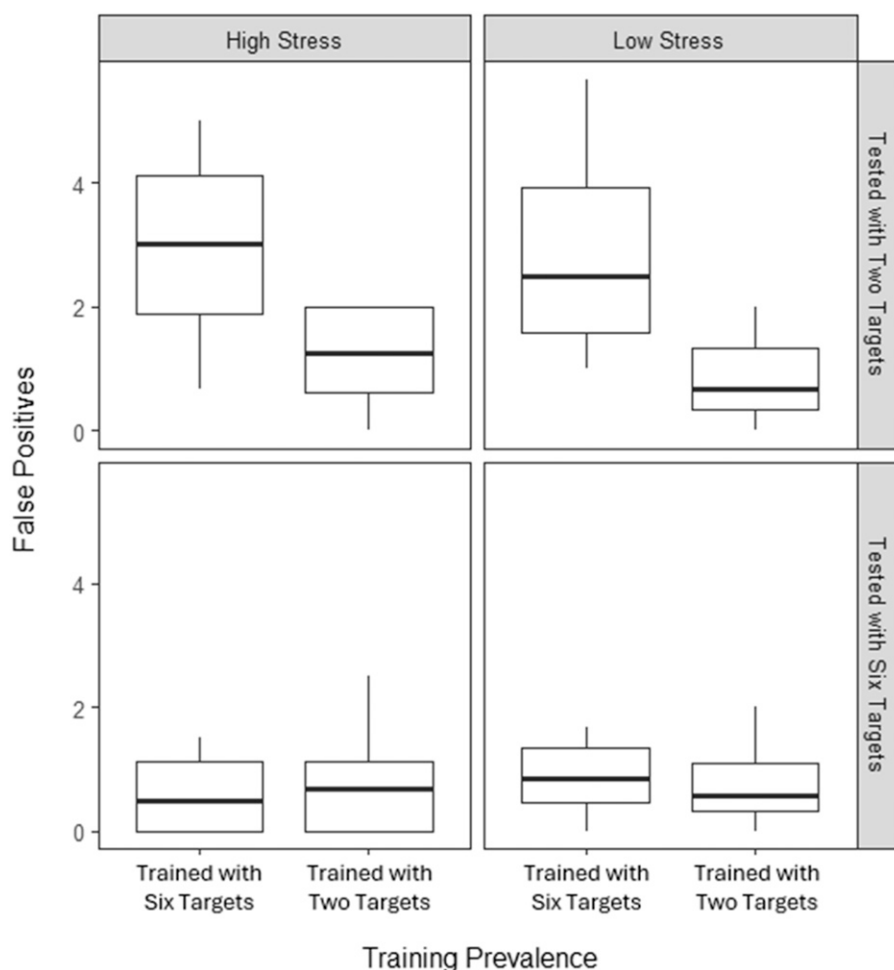 High Stress
Low Stress
Tested with Two Targets
4
2
0
False Positives
Tested with Six Targets
4
2
0
Trained with
Six Targets
Trained with
Two Targets
Trained with
Six Targets
Trained with
Two Targets
Training Prevalence